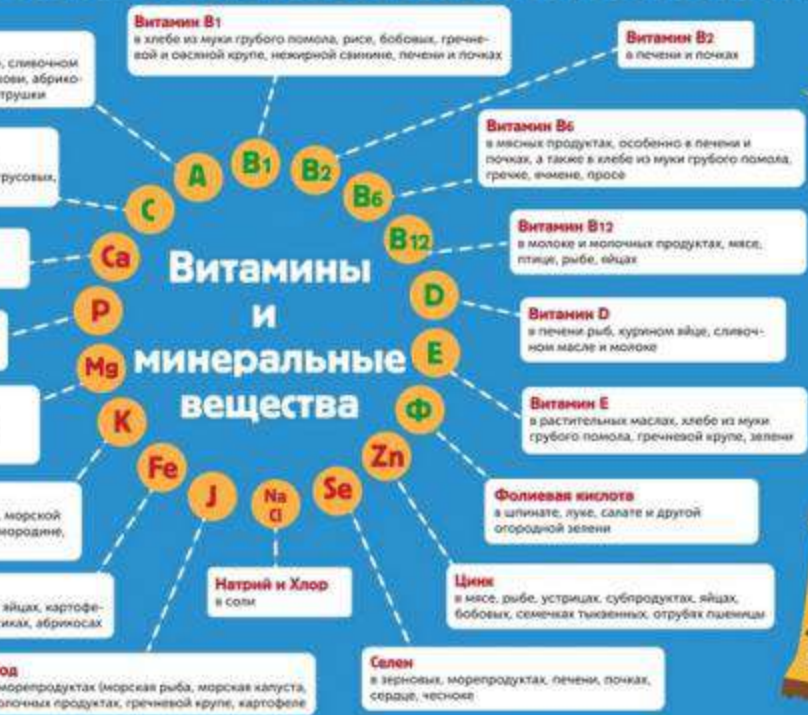 Витамин B1
в хлебе из муки грубого помола, рисе, бобовых, гречне-
вой и овсяной крупе, нежирной свинине, печени и почках
Витамин B2
в печени и почках
сливочном
абрико-
Витамин B6
в мясных продуктах, особенно в печени и
почках, а также в хлебе из муки грубого помола,
гречке, ячмене, просе
Витамин B12
в молоке и молочных продуктах, мясе,
птице, рыбе, яйцах
Витамин D
в печени рыб, курином яйце, сливоч-
ном масле и молоке
Витамин E
в растительных маслах, хлебе из муки
грубого помола, гречневой крупе, зелени
Фолиевая кислота
в шпинате, луке, салате и другой
огородной зелени
Цинк
в мясе, рыбе, устрицах, субпродуктах, яйцах,
бобовых, семечках тыквенных, отрубях пшеницы
Селен
в зерновых, морепродуктах, печени, почках,
сердце, чесноке
Натрий и Хлор
в соли
од
морепродуктах (морская рыба, морская капуста,
олочных продуктах, гречневой крупе, картофеле
яйцах, картофе-
иках, абрикосах
морской
мородине,
русовых,
трушки
A
B1
B2
B6
B12
D
E
Ф
Zn
Se
Na
Cl
J
Fe
K
Mg
P
Ca
C
Витамины
и
минеральные
вещества